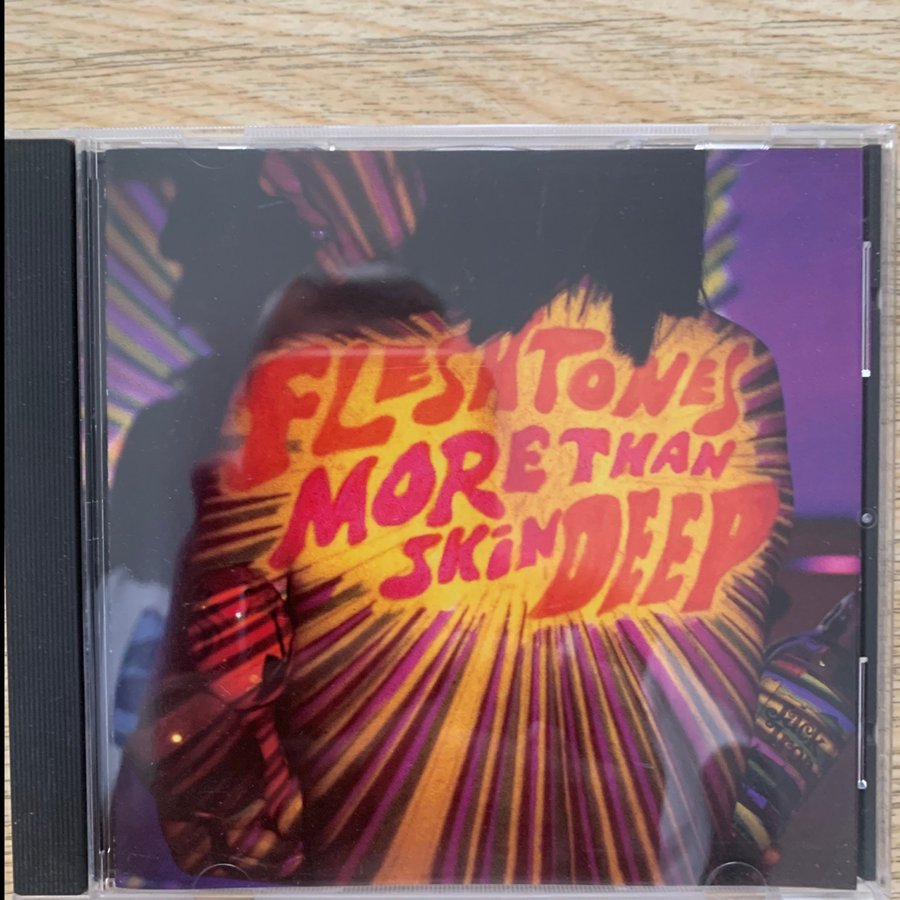 FLESHTONES
MORE THAN
SKiN DEEP